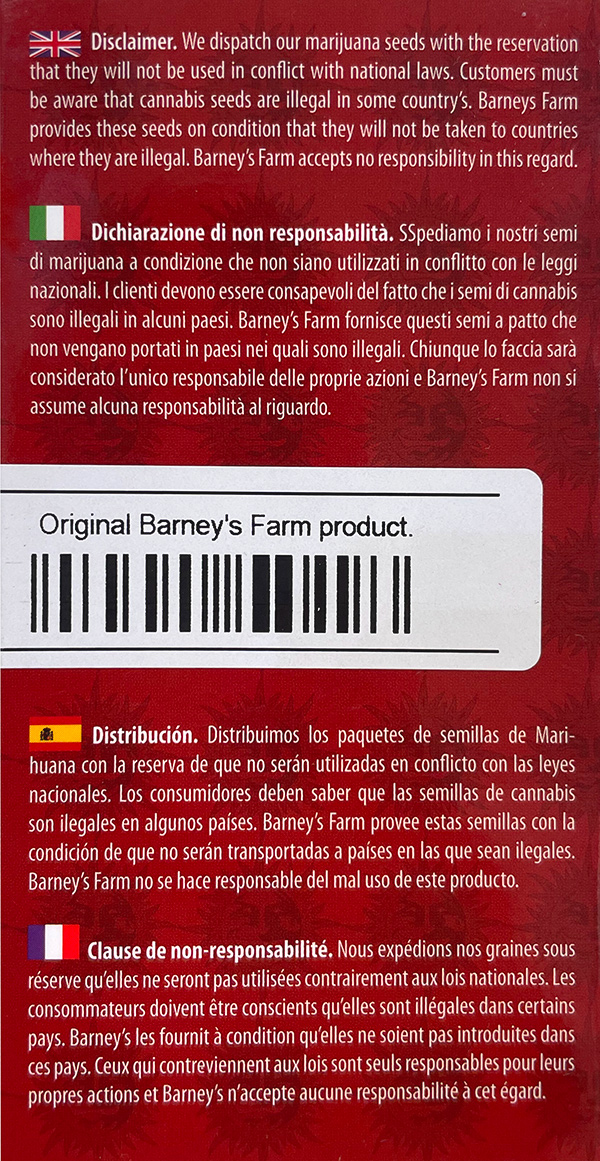 Disclaimer. We dispatch our marijuana seeds with the reservation
that they will not be used in conflict with national laws. Customers must
be aware that cannabis seeds are illegal in some country's. Barneys Farm
provides these seeds on condition that they will not be taken to countries
where they are illegal. Barney's Farm accepts no responsibility in this regard.
Dichiarazione di non responsabilità. SSpediamo i nostri semi
di marijuana a condizione che non siano utilizzati in conflitto con le leggi
nazionali. I clienti devono essere consapevoli del fatto che i semi di cannabis
sono illegali in alcuni paesi. Barney's Farm fornisce questi semi a patto che
non vengano portati in paesi nei quali sono illegali. Chiunque lo faccia sarà
considerato l'unico responsabile delle proprie azioni e Barney's Farm non si
assume alcuna responsabilità al riguardo.
Original Barney's Farm product.
Distribución. Distribuimos los paquetes de semillas de Mari-
huana con la reserva de que no serán utilizadas en conflicto con las leyes
nacionales. Los consumidores deben saber que las semillas de cannabis
son ilegales en algunos países. Barney's Farm provee estas semillas con la
condición de que no serán transportadas a países en las que sean ilegales.
Barney's Farm no se hace responsable del mal uso de este producto.
Clause de non-responsabilité. Nous expédions nos graines sous
réserve qu'elles ne seront pas utilisées contrairement aux lois nationales. Les
consommateurs doivent être conscients qu'elles sont illégales dans certains
pays. Barney's les fournit à condition qu'elles ne soient pas introduites dans
ces pays. Ceux qui contreviennent aux lois sont seuls responsables pour leurs
propres actions et Barney's n'accepte aucune responsabilité à cet égard.